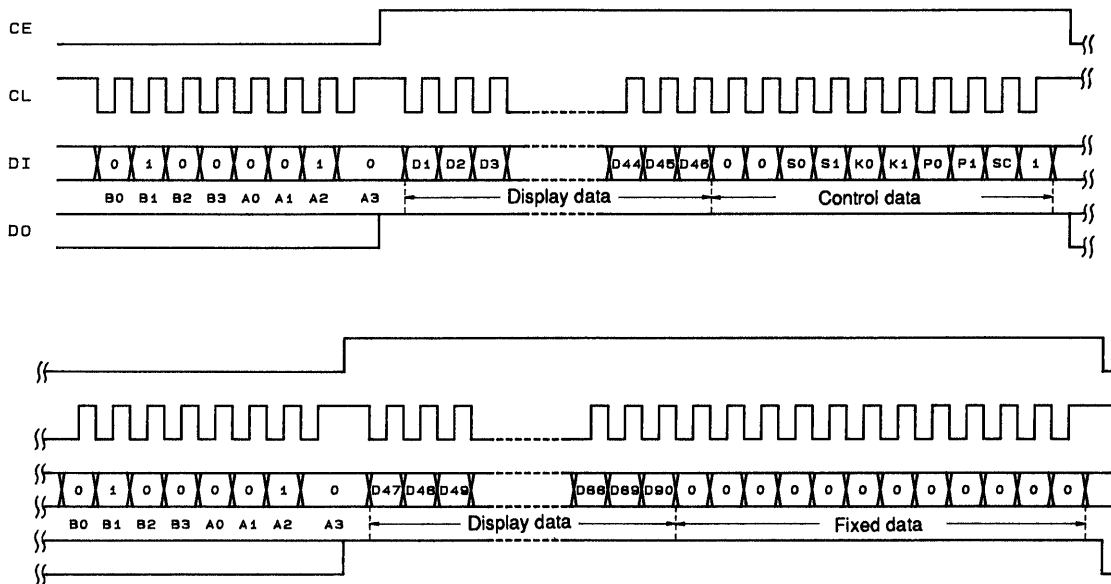 CE
CL
DI 0 1 0 0 0 0 1 0 D1 D2 D3 D44 D45 D46 0 0 S0 S1 K0 K1 P0 P1 SC 1
B0 B1 B2 B3 A0 A1 A2 A3 Display data Control data
DO
0 1 0 0 0 0 1 0 D47 D48 D49 D88 D89 D90 0 0 0 0 0 0 0 0 0 0 0 0
B0 B1 B2 B3 A0 A1 A2 A3 Display data Fixed data